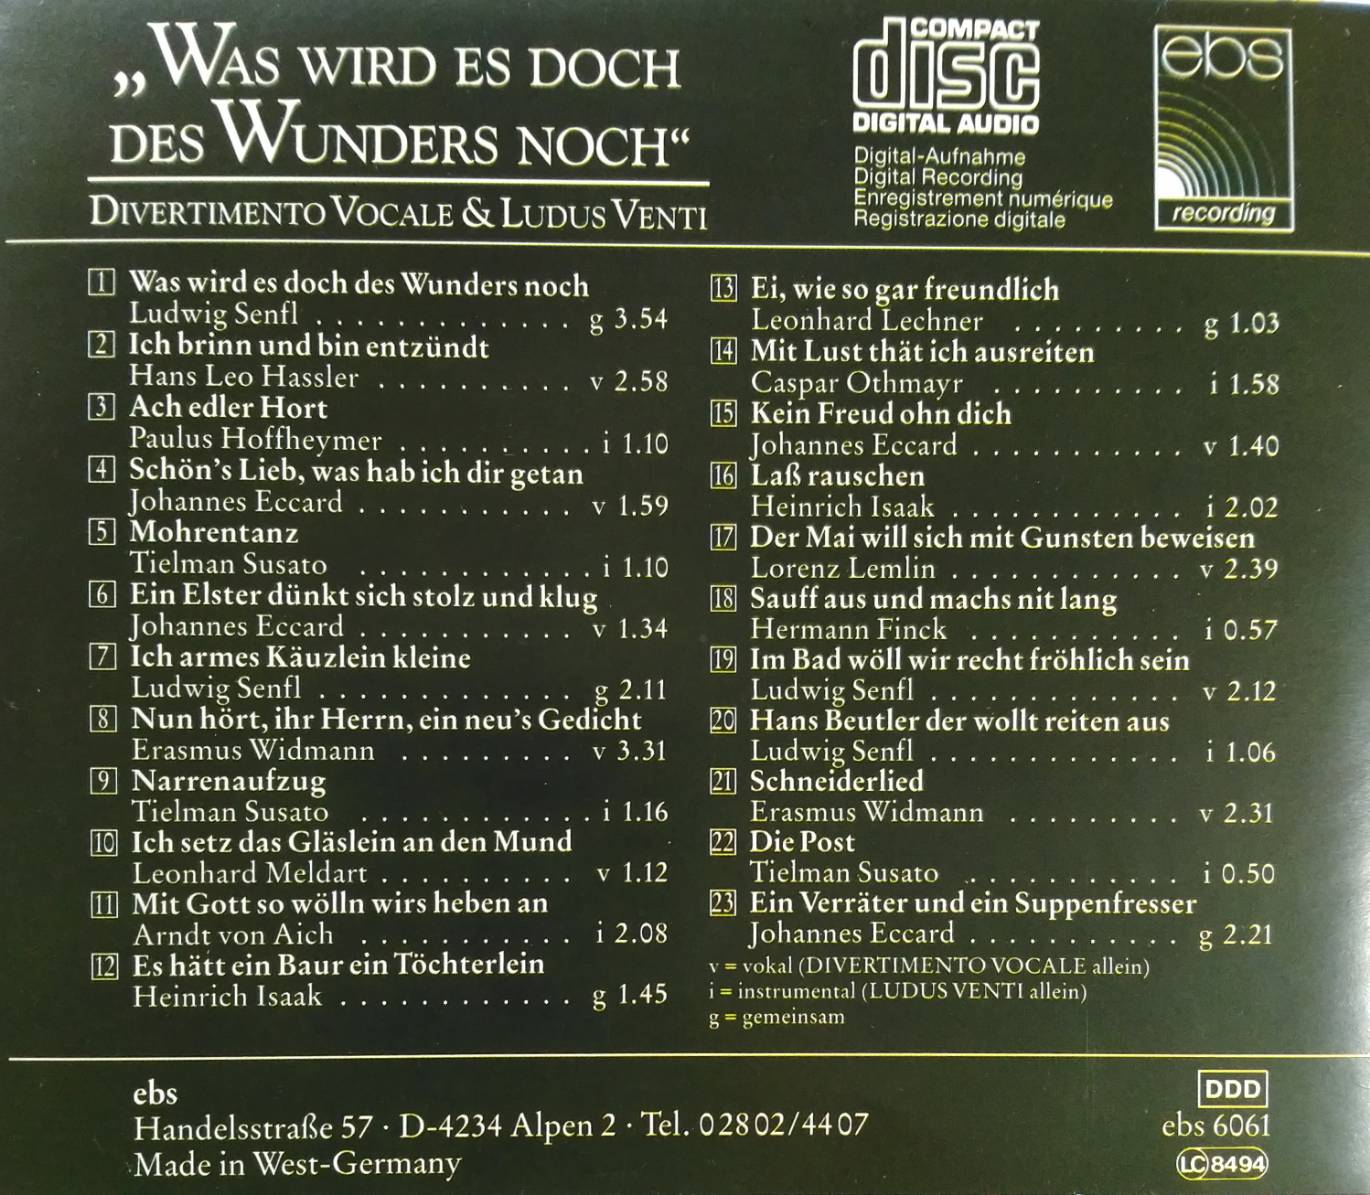 „WAS WIRD ES DOCH
DES WUNDERS NOCH“
DIVERTIMENTO VOCALE & LUDUS VENTI
COMPACT
disc
DIGITAL AUDIO
Digital-Aufnahme
Digital Recording
Enregistrement numérique
Registrazione digitale
ebs
recording
1 Was wird es doch des Wunders noch
Ludwig Senfl . . . . . . . . . . . . . g 3.54
2 Ich brinn und bin entzündt
Hans Leo Hassler . . . . . . . . . . v 2.58
3 Ach edler Hort
Paulus Hoffheymer . . . . . . . . . . i 1.10
4 Schön's Lieb, was hab ich dir getan
Johannes Eccard . . . . . . . . . . . v 1.59
5 Mohrentanz
Tielman Susato . . . . . . . . . . . . i 1.10
6 Ein Elster dünkt sich stolz und klug
Johannes Eccard . . . . . . . . . . . v 1.34
7 Ich armes Käuzlein kleine
Ludwig Senfl . . . . . . . . . . . . . g 2.11
8 Nun hört, ihr Herrn, ein neu's Gedicht
Erasmus Widmann . . . . . . . . . v 3.31
9 Narrenaufzug
Tielman Susato . . . . . . . . . . . . i 1.16
10 Ich setz das Gläslein an den Mund
Leonhard Meldart . . . . . . . . . . v 1.12
11 Mit Gott so wölln wirs heben an
Arndt von Aich . . . . . . . . . . . i 2.08
12 Es hätt ein Baur ein Töchterlein
Heinrich Isaak . . . . . . . . . . . . g 1.45
13 Ei, wie so gar freundlich
Leonhard Lechner . . . . . . . . . g 1.03
14 Mit Lust thät ich ausreiten
Caspar Othmayr . . . . . . . . . . i 1.58
15 Kein Freud ohn dich
Johannes Eccard . . . . . . . . . . . v 1.40
16 Laß rauschen
Heinrich Isaak . . . . . . . . . . . . i 2.02
17 Der Mai will sich mit Gunsten beweisen
Lorenz Lemlin . . . . . . . . . . . . v 2.39
18 Sauff aus und machs nit lang
Hermann Finck . . . . . . . . . . . i 0.57
19 Im Bad wöll wir recht fröhlich sein
Ludwig Senfl . . . . . . . . . . . . . v 2.12
20 Hans Beutler der wollt reiten aus
Ludwig Senfl . . . . . . . . . . . . . i 1.06
21 Schneiderlied
Erasmus Widmann . . . . . . . . . v 2.31
22 Die Post
Tielman Susato . . . . . . . . . . . i 0.50
23 Ein Verräter und ein Suppenfresser
Johannes Eccard . . . . . . . . . . . g 2.21
v = vokal (DIVERTIMENTO VOCALE allein)
i = instrumental (LUDUS VENTI allein)
g = gemeinsam
ebs
Handelsstraße 57 · D-4234 Alpen 2 · Tel. 0 28 02/44 07
Made in West-Germany
DDD
ebs 6061
LC 8494